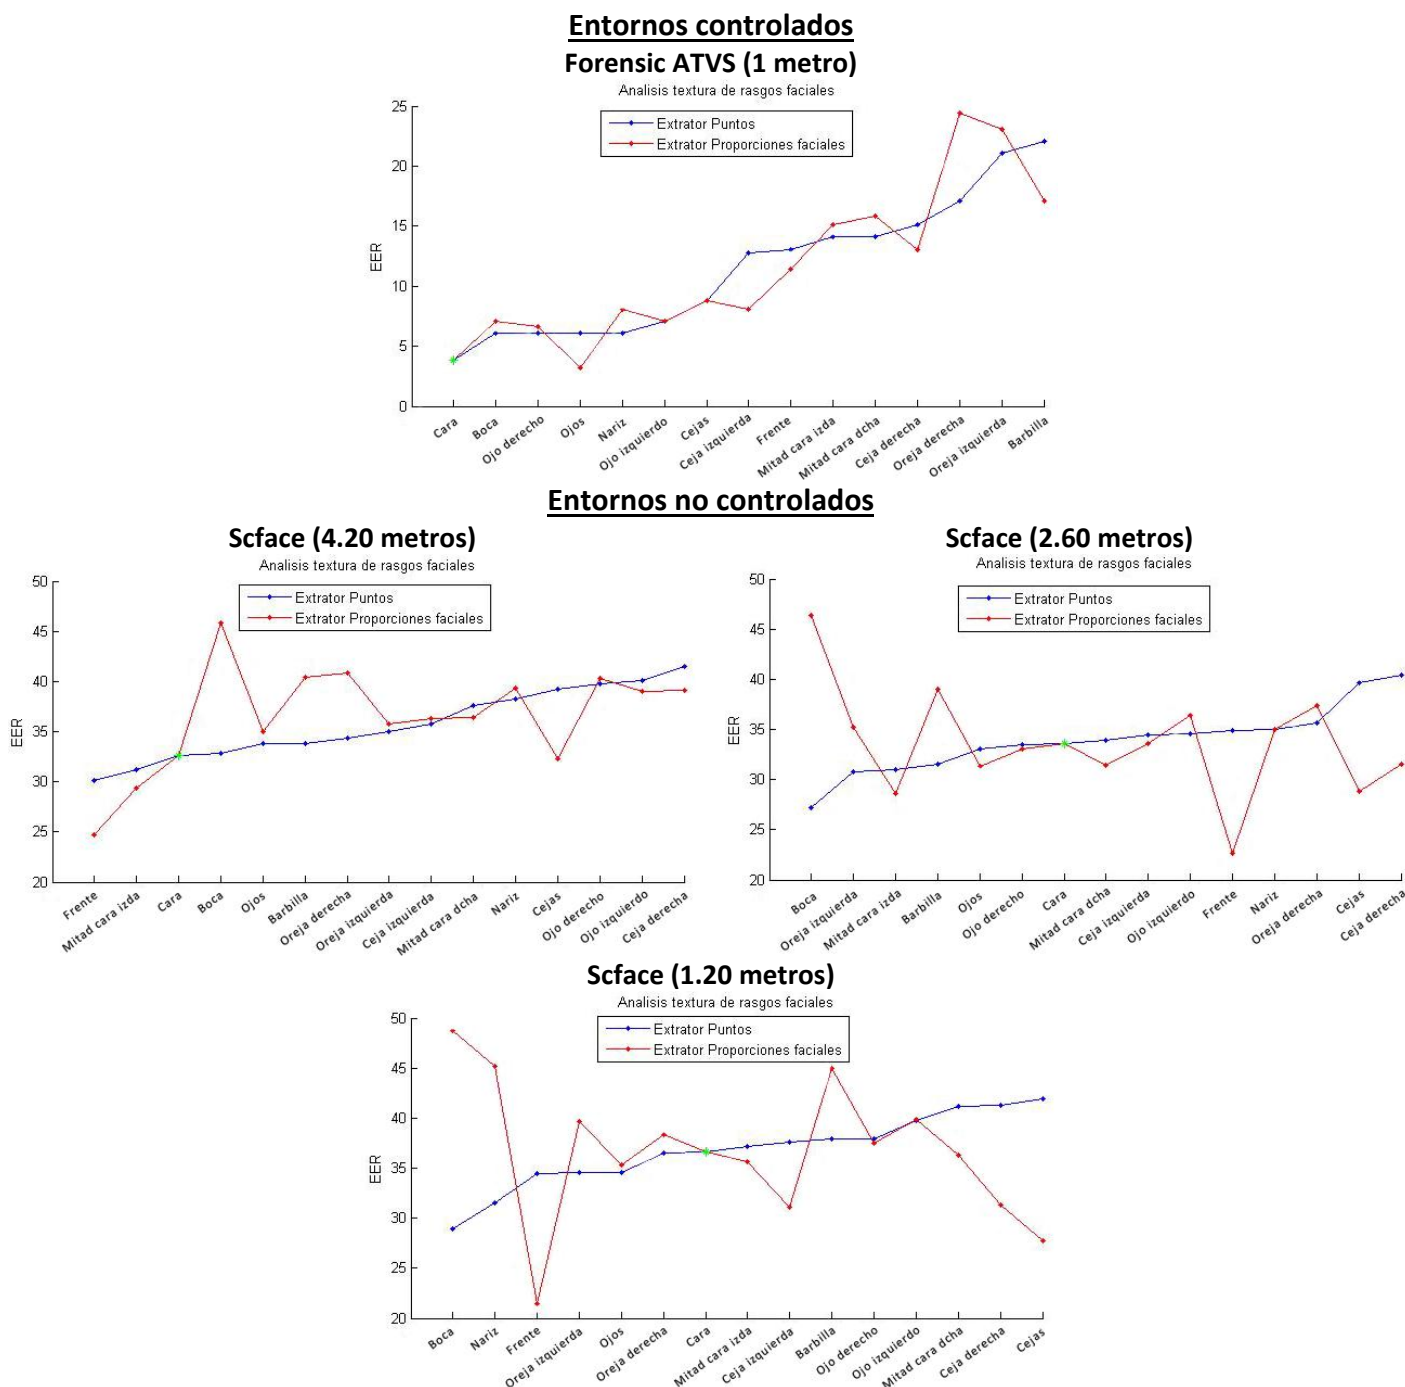 Entornos controlados
Forensic ATVS (1 metro)
Analisis textura de rasgos faciales
Extrator Puntos
Extrator Proporciones faciales
25
20
15
10
5
0
EER
Cara
Boca
Ojo derecho
Ojos
Nariz
Ojo izquierdo
Cejas
Ceja izquierda
Frente
Mitad cara izda
Mitad cara dcha
Ceja derecha
Oreja derecha
Oreja izquierda
Barbilla
Entornos no controlados
Scface (4.20 metros)
Analisis textura de rasgos faciales
Extrator Puntos
Extrator Proporciones faciales
50
45
40
35
30
25
20
EER
Frente
Mitad cara izda
Cara
Boca
Ojos
Barbilla
Oreja derecha
Oreja izquierda
Ceja izquierda
Mitad cara dcha
Nariz
Cejas
Ojo derecho
Ojo izquierdo
Ceja derecha
Scface (2.60 metros)
Analisis textura de rasgos faciales
Extrator Puntos
Extrator Proporciones faciales
50
45
40
35
30
25
20
EER
Boca
Oreja izquierda
Mitad cara izda
Barbilla
Ojos
Ojo derecho
Cara
Mitad cara dcha
Ceja izquierda
Ojo izquierdo
Frente
Nariz
Oreja derecha
Cejas
Ceja derecha
Scface (1.20 metros)
Analisis textura de rasgos faciales
Extrator Puntos
Extrator Proporciones faciales
50
45
40
35
30
25
20
EER
Boca
Nariz
Frente
Oreja izquierda
Ojos
Oreja derecha
Cara
Mitad cara izda
Ceja izquierda
Barbilla
Ojo derecho
Ojo izquierdo
Mitad cara dcha
Ceja derecha
Cejas